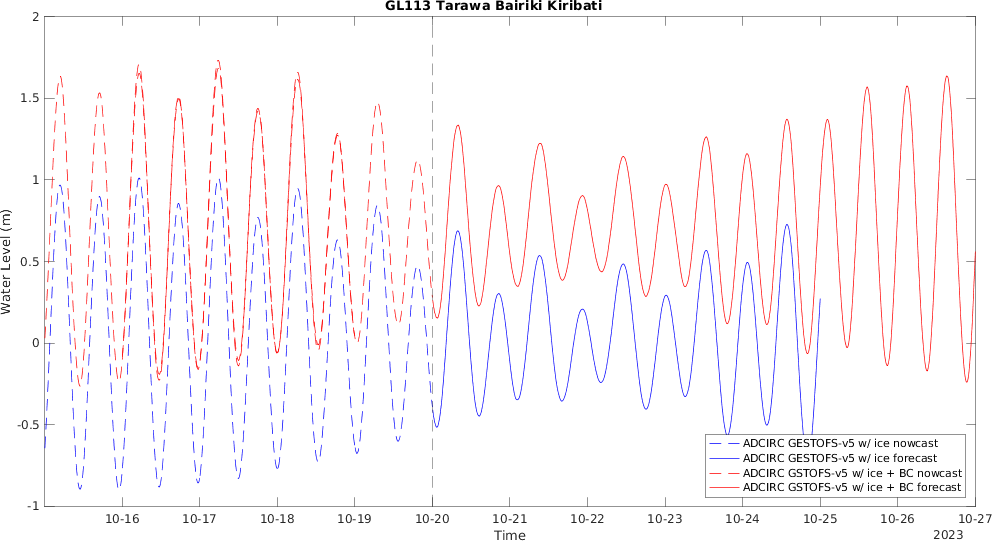 GL113 Tarawa Bairiki Kiribati
2
1.5
1
0.5
0
-0.5
-1
Water Level (m)
ADCIRC GESTOFS-v5 w/ ice nowcast
ADCIRC GESTOFS-v5 w/ ice forecast
ADCIRC GSTOFS-v5 w/ ice + BC nowcast
ADCIRC GSTOFS-v5 w/ ice + BC forecast
10-16 10-17 10-18 10-19 10-20 10-21 10-22 10-23 10-24 10-25 10-26 10-27
Time
2023